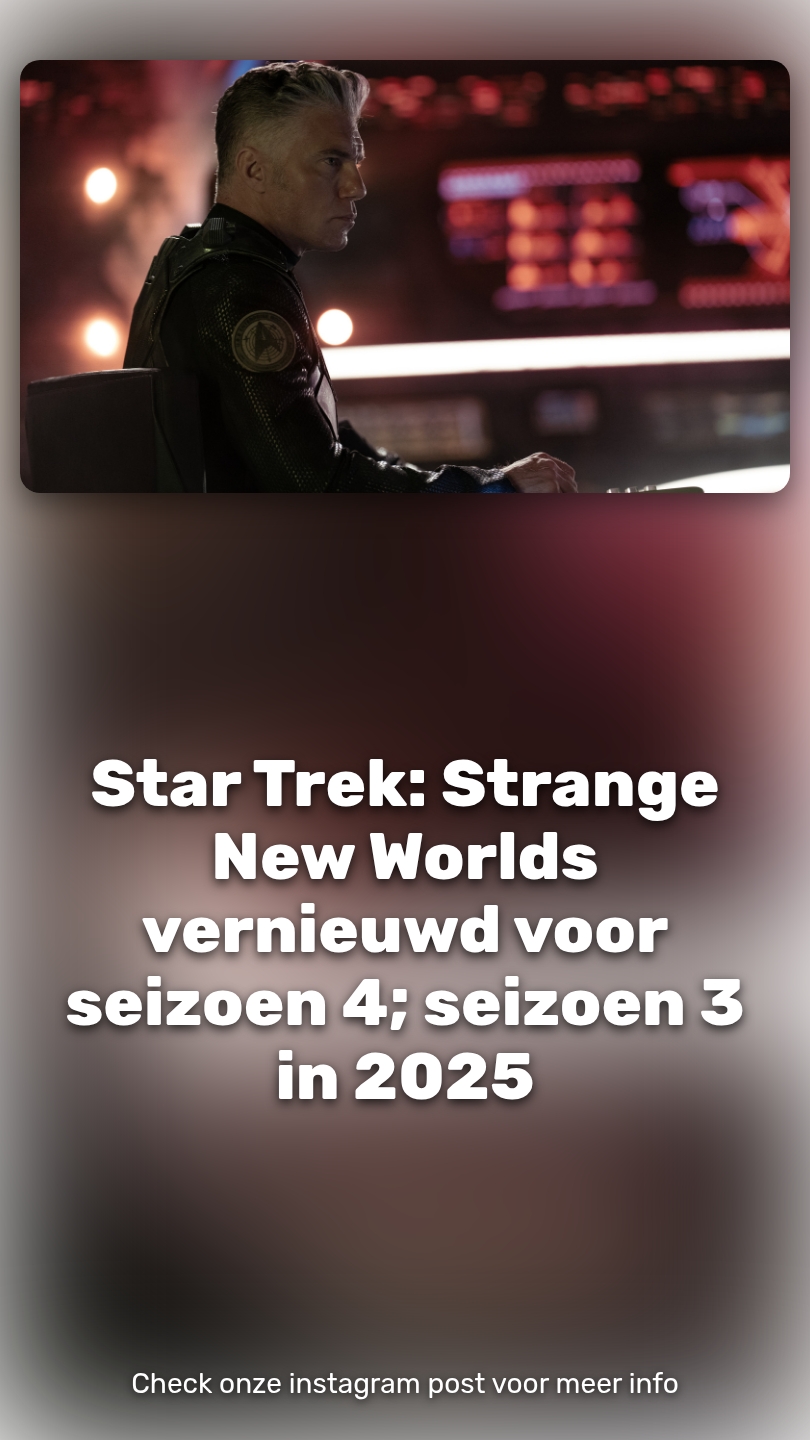 Star Trek: Strange
New Worlds
vernieuwd voor
seizoen 4; seizoen 3
in 2025
Check onze instagram post voor meer info